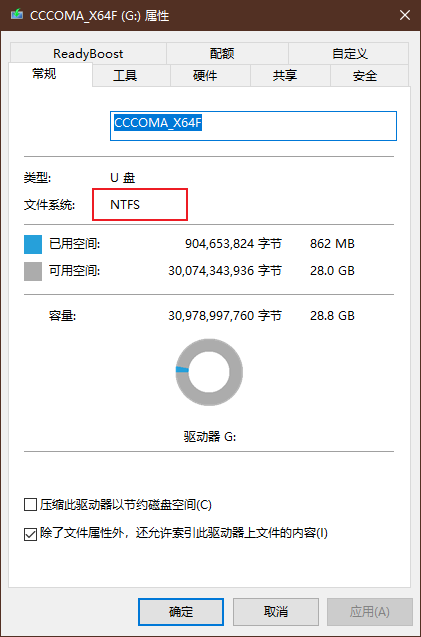 CCCOMA_X64F (G:) 属性
ReadyBoost 配额 自定义
常规 工具 硬件 共享 安全
CCCOMA_X64F
类型: U 盘
文件系统: NTFS
已用空间: 904,653,824 字节 862 MB
可用空间: 30,074,343,936 字节 28.0 GB
容量: 30,978,997,760 字节 28.8 GB
驱动器 G:
压缩此驱动器以节约磁盘空间(C)
除了文件属性外，还允许索引此驱动器上文件的内容(I)
确定 取消 应用(A)